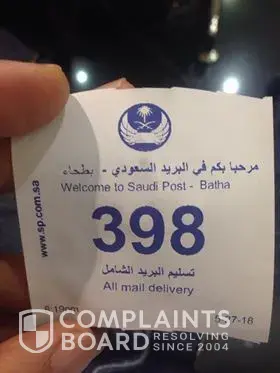 مرحبا بكم في البريد السعودي - بطحاء
Welcome to Saudi Post - Batha
www.sp.com.sa
398
تسليم البريد الشامل
All mail delivery
COMPLAINTS
BOARD
RESOLVING
SINCE 2004